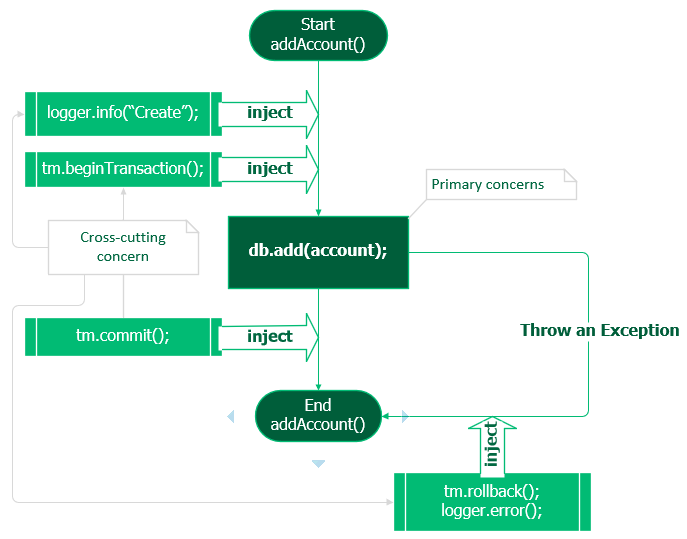 Start
addAccount()
logger.info(“Create”);
inject
tm.beginTransaction();
inject
Primary concerns
Cross-cutting
concern
db.add(account);
tm.commit();
inject
Throw an Exception
End
addAccount()
inject
tm.rollback();
logger.error();